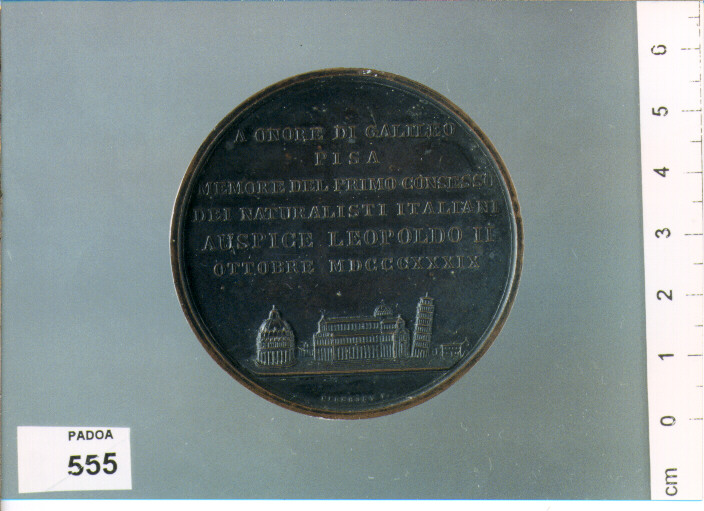 A ONORE DI GALILEO
PISA
MEMORE DEL PRIMO CONSESSO
DEI NATURALISTI ITALIANI
AUSPICE LEOPOLDO II
OTTOBRE MDCCCXXXIX
PADOA
555
6
5
4
3
2
1
0
cm